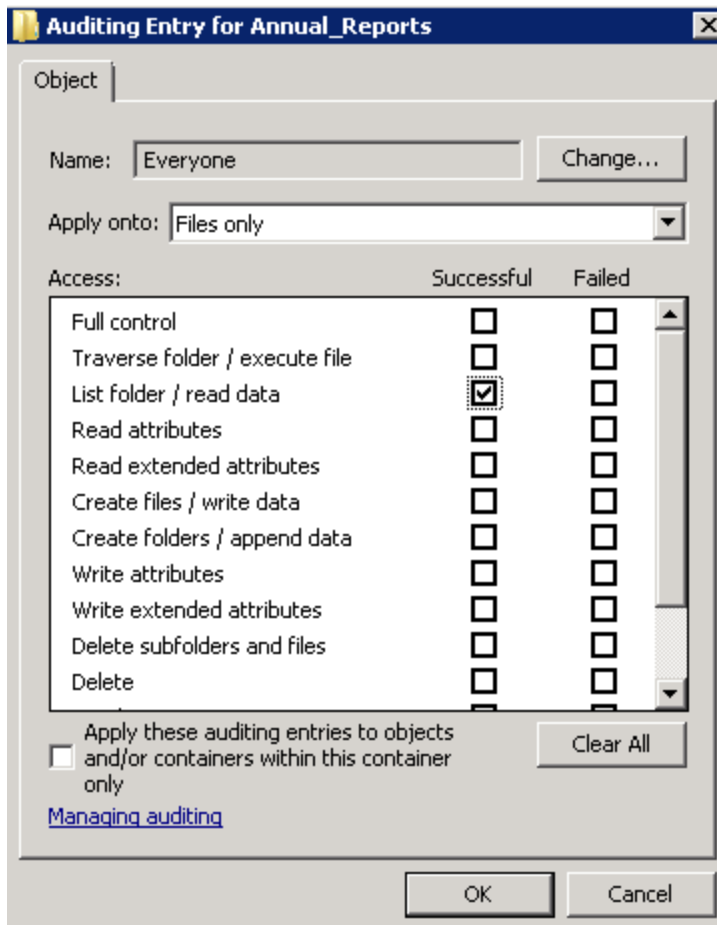 Auditing Entry for Annual_Reports
Object
Name: Everyone Change...
Apply onto: Files only
Access: Successful Failed
Full control
Traverse folder / execute file
List folder / read data
Read attributes
Read extended attributes
Create files / write data
Create folders / append data
Write attributes
Write extended attributes
Delete subfolders and files
Delete
Apply these auditing entries to objects
and/or containers within this container
only
Clear All
Managing auditing
OK Cancel